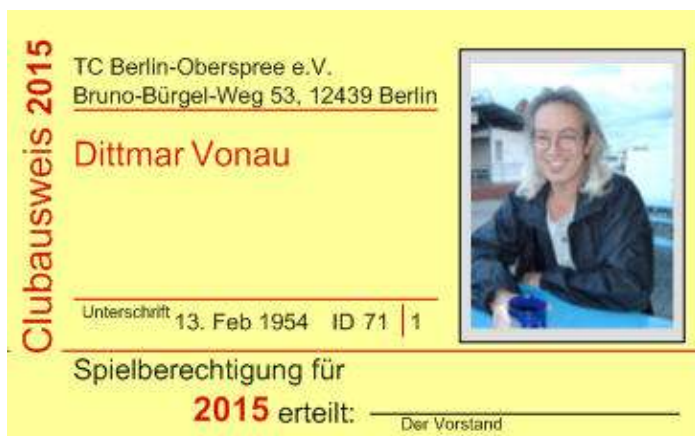 Clubausweis 2015
TC Berlin-Oberspree e.V.
Bruno-Bürgel-Weg 53, 12439 Berlin
Dittmar Vonau
Unterschrift 13. Feb 1954 ID 71 | 1
Spielberechtigung für
2015 erteilt:
Der Vorstand